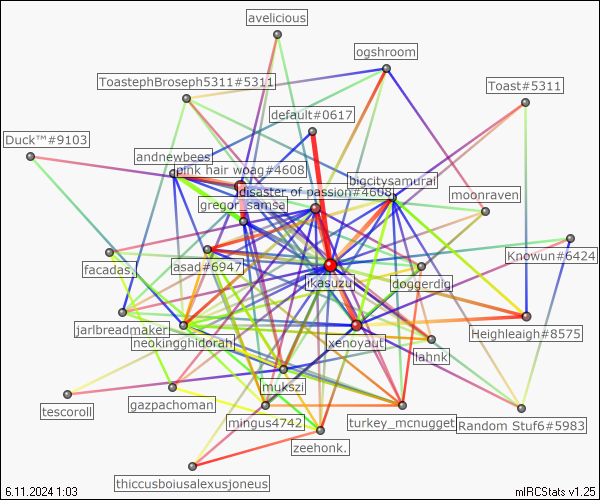 avelicious
ogshroom
ToastephBroseph5311#5311
Toast#5311
default#0617
Duck™#9103
andnewbees
pink hair woag#4608
bigcitysamurai
disaster of passion#4608
moonraven
gregor_samsa
Knowun#6424
facadas.
asad#6947
rkasuzu
doggerdig
jarlbreadmaker
Heighleaigh#8575
neokingghidorah
xenoyaut
lahnk
mukszi
tescoroll
gazpachoman
mingus4742
turkey_mcnugget
Random Stuf6#5983
zeehonk.
thiccusboiusalexusjoneus
6.11.2024 1:03
mIRCStats v1.25